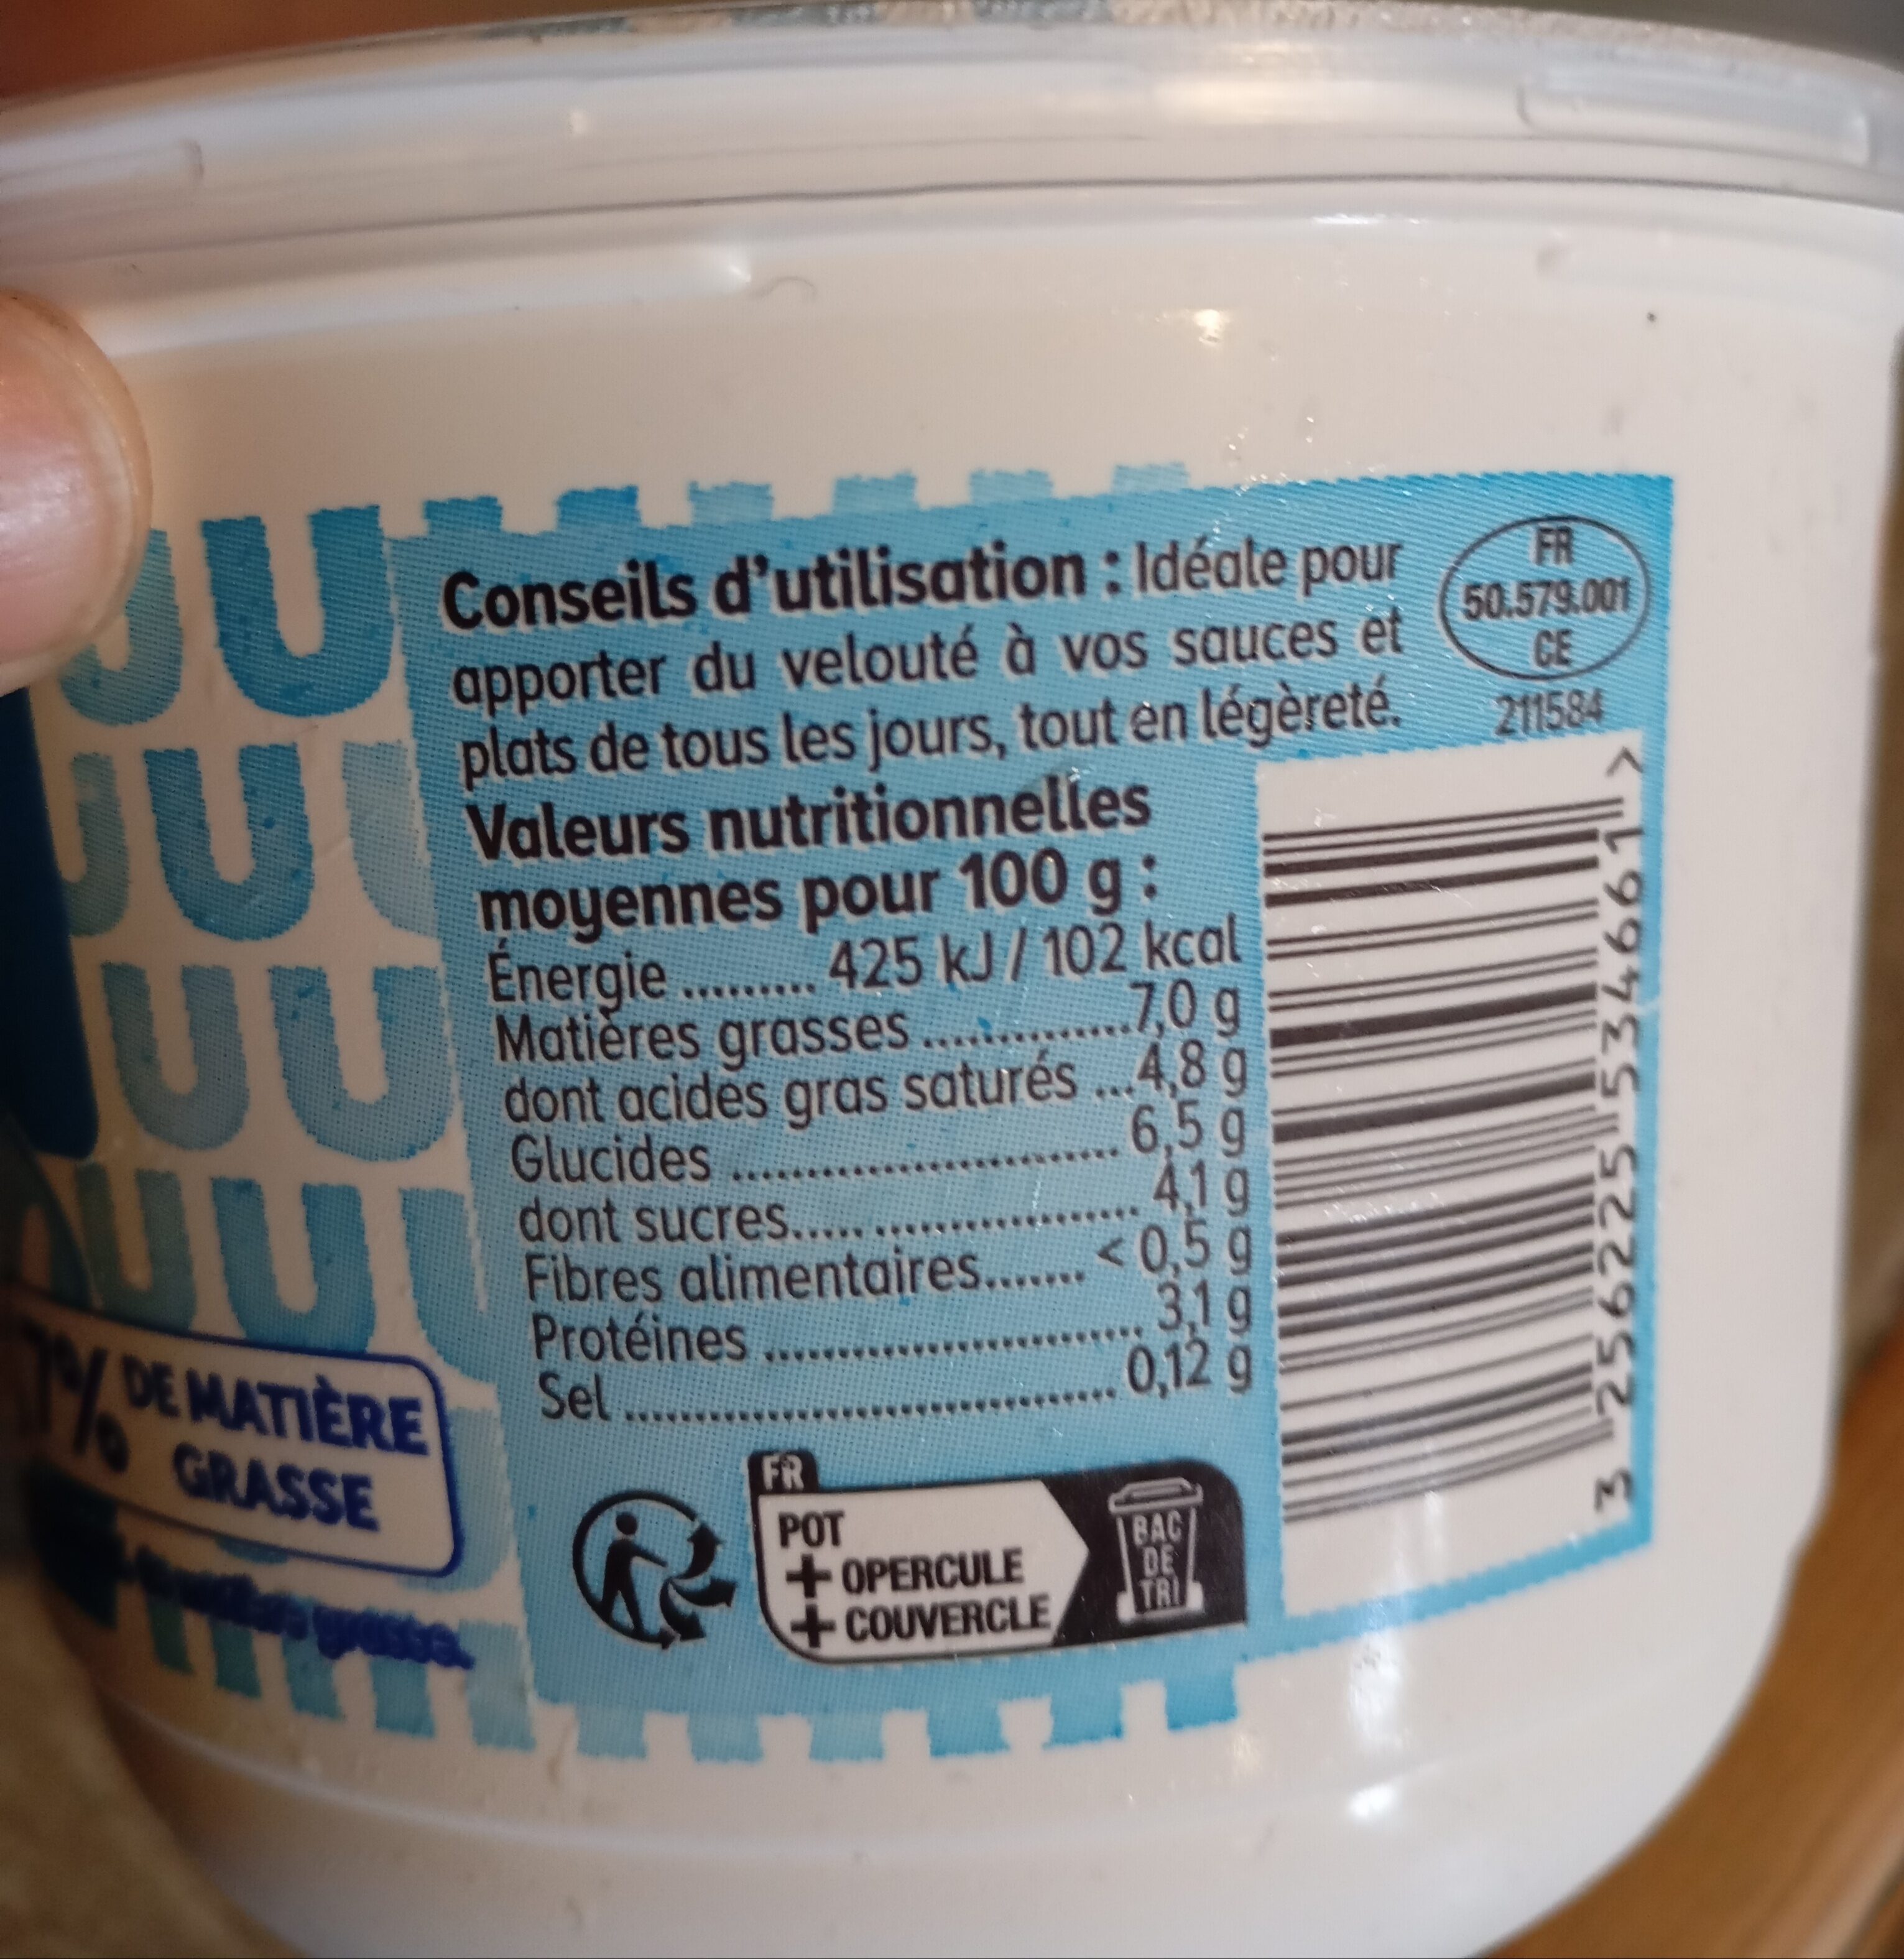 Conseils d'utilisation : Idéale pour
apporter du velouté à vos sauces et
plats de tous les jours, tout en légèreté.
FR
50.579.001
CE
211584
Valeurs nutritionnelles
moyennes pour 100 g :
Énergie ......... 425 kJ / 102 kcal
Matières grasses ..............7,0 g
dont acides gras saturés ...4,8 g
Glucides .......................... 6,5 g
dont sucres....................... 4,1 g
Fibres alimentaires....... < 0,5 g
Protéines ......................... 3,1 g
Sel ................................. 0,12 g
3 256225 534661 >
7% DE MATIÈRE
GRASSE
grasse.
FR
POT
+ OPERCULE
+ COUVERCLE
BAC
DE
TRI